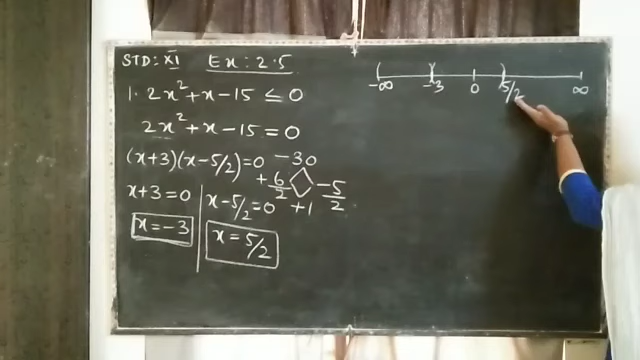 STD: XI Ex: 2.5
1. 2x² + x - 15 ≤ 0
2x² + x - 15 = 0
(x+3)(x-5/2) = 0
-30
+6/2 -5/2
+1
x+3 = 0
x = -3
x - 5/2 = 0
x = 5/2
-∞ -3 0 5/2 ∞